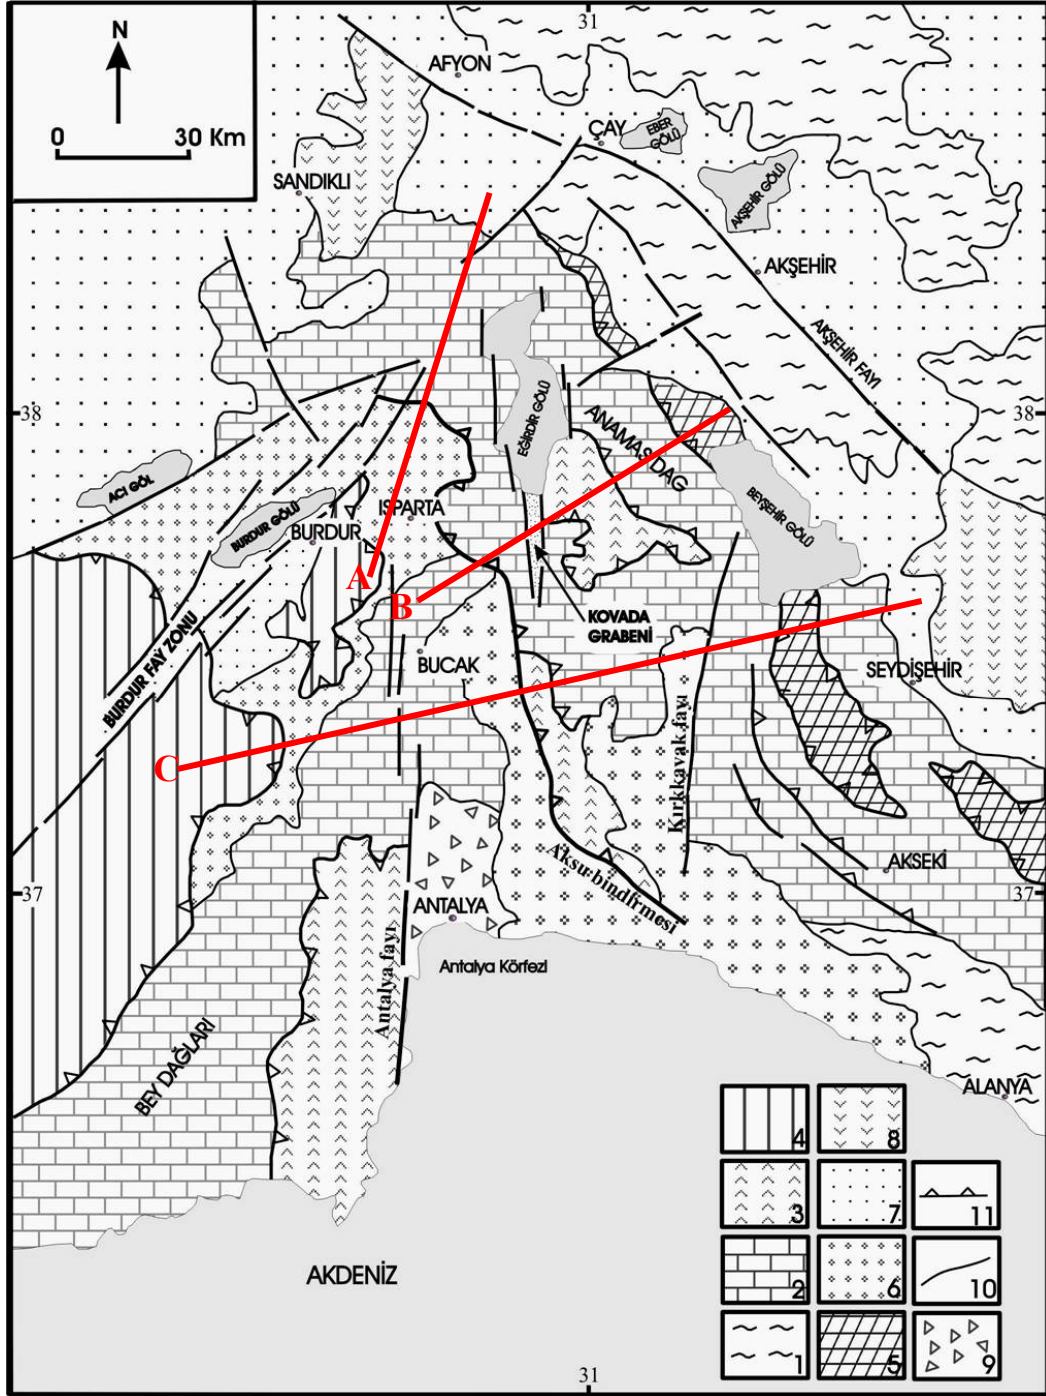 31
N
0 30 Km
AFYON
ÇAY
EBER
GÖLÜ
SANDIKLI
AKŞEHİR GÖLÜ
AKŞEHİR
AKŞEHİR FAYI
38
38
EĞİRDİR GÖLÜ
ANAMAS DAG
ACI GÖL
BURDUR GÖLÜ
BURDUR
ISPARTA
BEYŞEHİR GÖLÜ
A
B
KOVADA
GRABENİ
BURDUR FAY ZONU
BUCAK
SEYDİŞEHİR
C
Kırkkavak fayı
Aksu bindirmesi
AKSEKİ
37
37
ANTALYA
Antalya fayı
Antalya Körfezi
BEY DAĞLARI
ALANYA
4
8
3
7
11
2
6
10
1
5
9
AKDENİZ
31